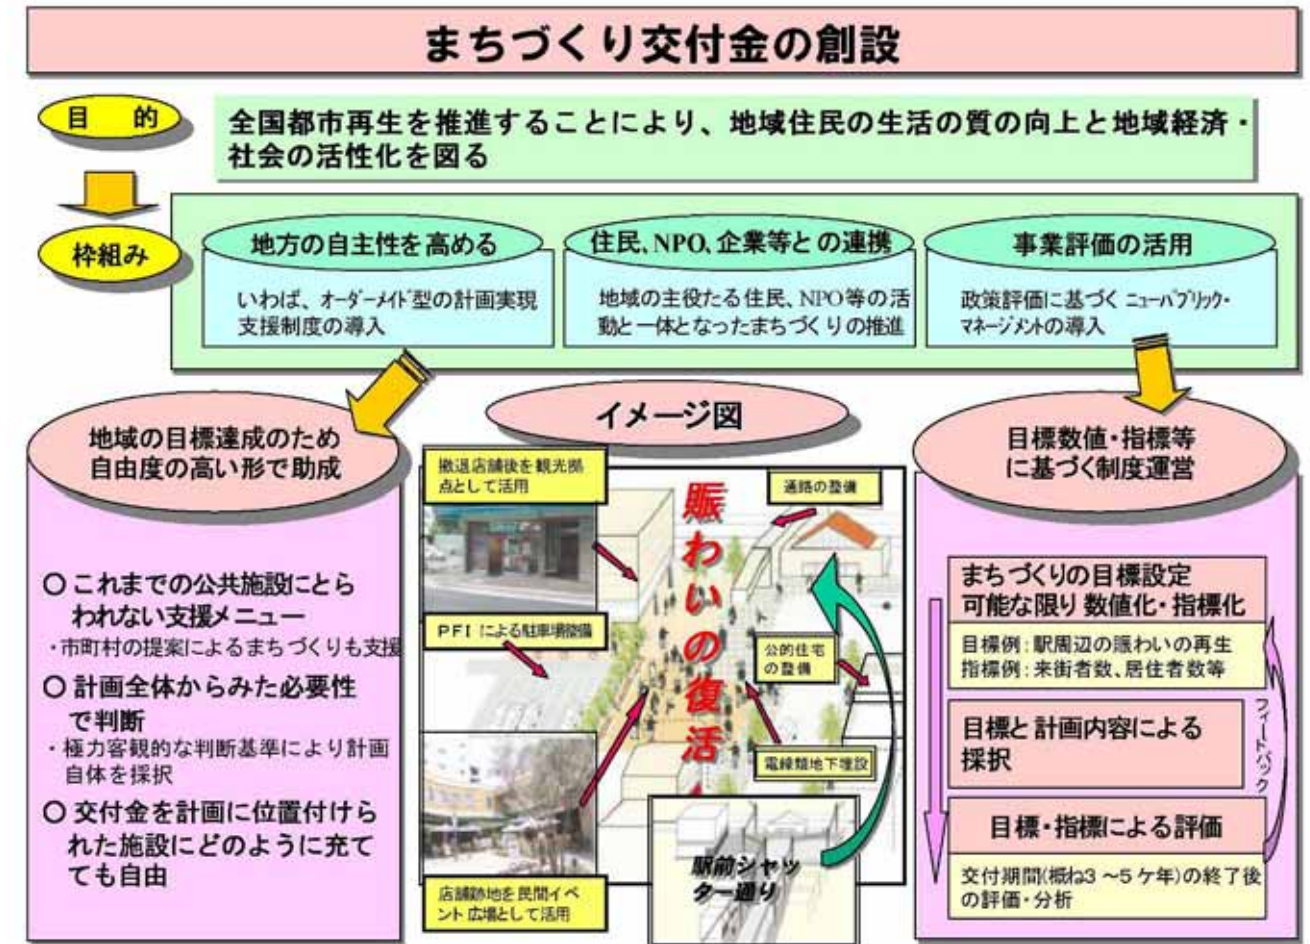 まちづくり交付金の創設
目 的
全国都市再生を推進することにより、地域住民の生活の質の向上と地域経済・
社会の活性化を図る
枠組み
地方の自主性を高める
いわば、オーダーメイド型の計画実現
支援制度の導入
住民、NPO、企業等との連携
地域の主役たる住民、NPO等の活
動と一体となったまちづくりの推進
事業評価の活用
政策評価に基づくニューパブリック・
マネージメントの導入
地域の目標達成のため
自由度の高い形で助成
○ これまでの公共施設にとら
われない支援メニュー
・市町村の提案によるまちづくりも支援
○ 計画全体からみた必要性
で判断
・極力客観的な判断基準により計画
自体を採択
○ 交付金を計画に位置付けら
れた施設にどのように充て
ても自由
イメージ図
撤退店舗後を観光拠
点として活用
PFIによる駐車場整備
店舗跡地を民間イベ
ント広場として活用
賑わいの復活
通路の整備
公的住宅
の整備
電線類地下埋設
駅前シャッ
ター通り
目標数値・指標等
に基づく制度運営
まちづくりの目標設定
可能な限り数値化・指標化
目標例：駅周辺の賑わいの再生
指標例：来街者数、居住者数等
目標と計画内容による
採択
目標・指標による評価
交付期間(概ね3～5ケ年)の終了後
の評価・分析
フィードバック